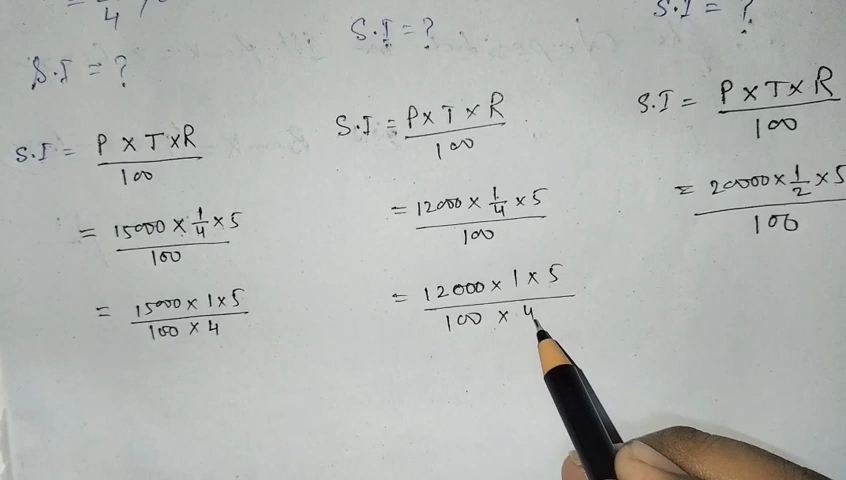 4
S.I = ?
S.I = P × T × R / 100
= 15000 × 1/4 × 5 / 100
= 15000 × 1 × 5 / 100 × 4
S.I = ?
S.I = P × T × R / 100
= 12000 × 1/4 × 5 / 100
= 12000 × 1 × 5 / 100 × 4
S.I = ?
S.I = P × T × R / 100
= 20000 × 1/2 × 5 / 100